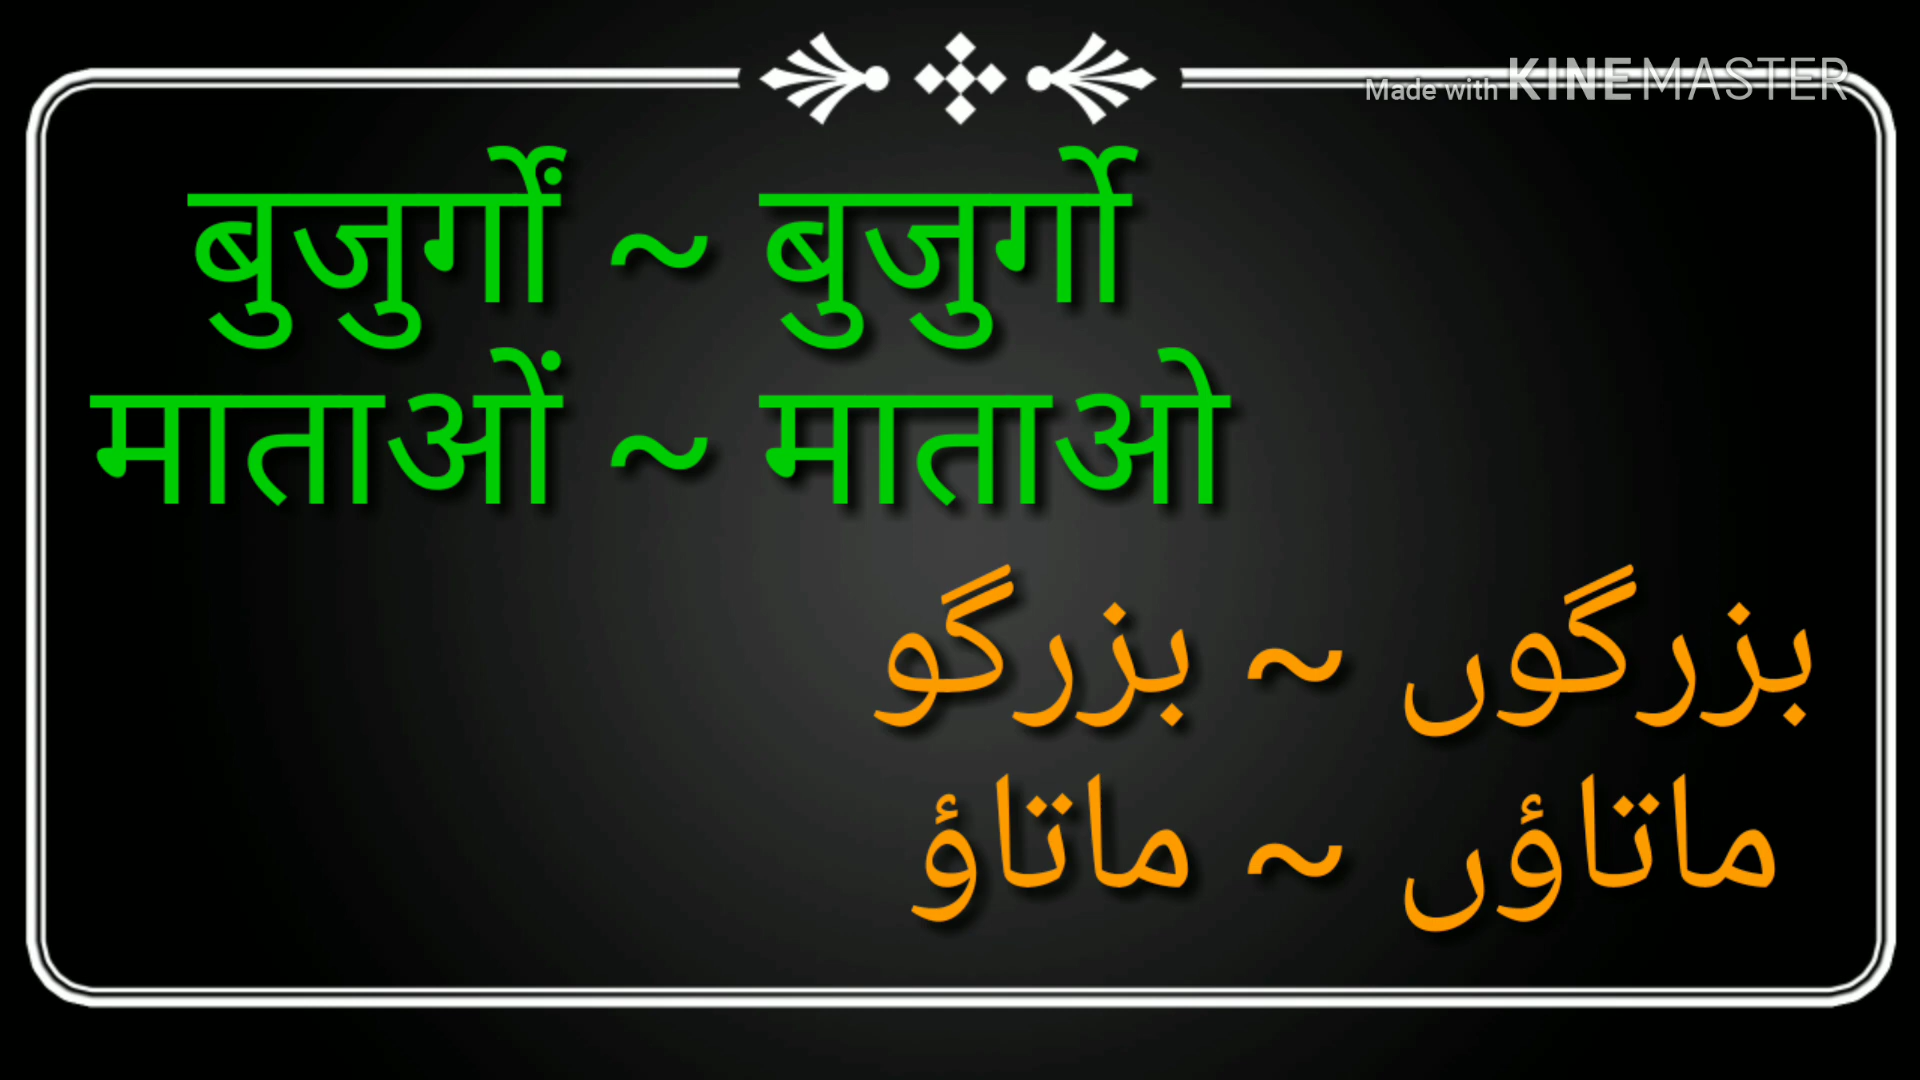 Made with KINEMASTER
बुजुर्गों ~ बुजुर्गो
माताओं ~ माताओ
بزرگوں ~ بزرگو
ماتاؤں ~ ماتاؤ